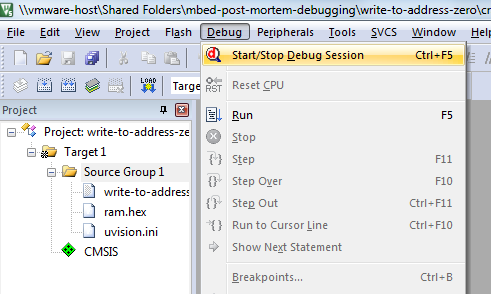 \\vmware-host\Shared Folders\mbed-post-mortem-debugging\write-to-address-zero\cr
File Edit View Project Flash Debug Peripherals Tools SVCS Window Help
LOAD Targe
Project
Project: write-to-address-ze
Target 1
Source Group 1
write-to-address
ram.hex
uvision.ini
CMSIS
Start/Stop Debug Session Ctrl+F5
RST Reset CPU
Run F5
Stop
Step F11
Step Over F10
Step Out Ctrl+F11
Run to Cursor Line Ctrl+F10
Show Next Statement
Breakpoints... Ctrl+B